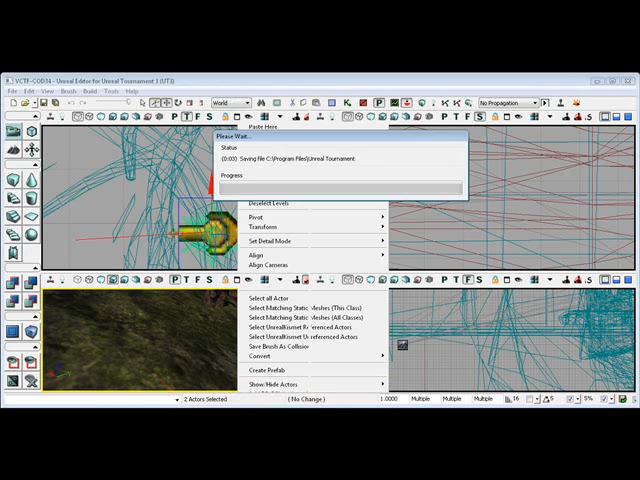 VCTF-COD34 - Unreal Editor for Unreal Tournament 3 (UT3)
File Edit View Brush Build Tools Help
World
P
No Propagation
P T F S
P T F S
Paste Here
Please Wait...
Status
(0:03) Saving file C:\Program Files\Unreal Tournament
Progress
Deselect Levels
Pivot
Transform
Set Detail Mode
Align
Align Cameras
P T F S
P T F S
Select all Actor
Select Matching Static Meshes (This Class)
Select Matching Static Meshes (All Classes)
Select UnrealKismet Referenced Actors
Select UnrealKismet Unreferenced Actors
Save Brush As Collision
Convert
Create Prefab
Show/Hide Actors
2 Actors Selected
( No Change )
1.0000 Multiple Multiple Multiple 16 5 5%